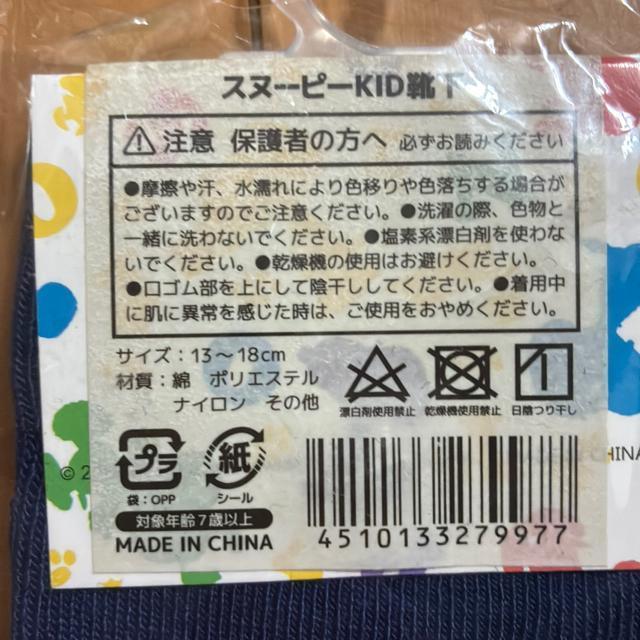 スヌーピーKID靴下
注意 保護者の方へ 必ずお読みください
●摩擦や汗、水濡れにより色移りや色落ちする場合が
ございますのでご注意ください。●洗濯の際、色物と
一緒に洗わないでください。●塩素系漂白剤を使わな
いでください。●乾燥機の使用はお避けください。
●口ゴム部を上にして陰干ししてください。●着用中
に肌に異常を感じた時は、ご使用をおやめください。
サイズ：13～18cm
材質：綿 ポリエステル
ナイロン その他
漂白剤使用禁止 乾燥機使用禁止 日陰つり干し
プラ 紙
袋：OPP シール
対象年齢7歳以上
MADE IN CHINA
4510133279977
© 2
CHINA